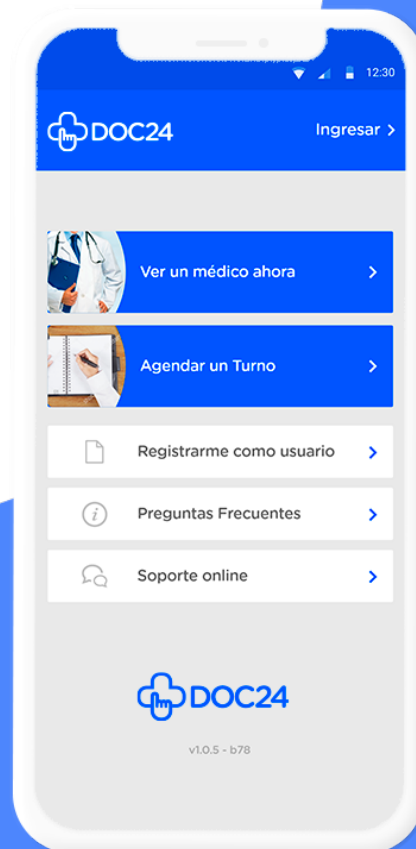 12:30
DOC24
Ingresar >
Ver un médico ahora
Agendar un Turno
Registrarme como usuario
Preguntas Frecuentes
Soporte online
DOC24
v1.0.5 - b78